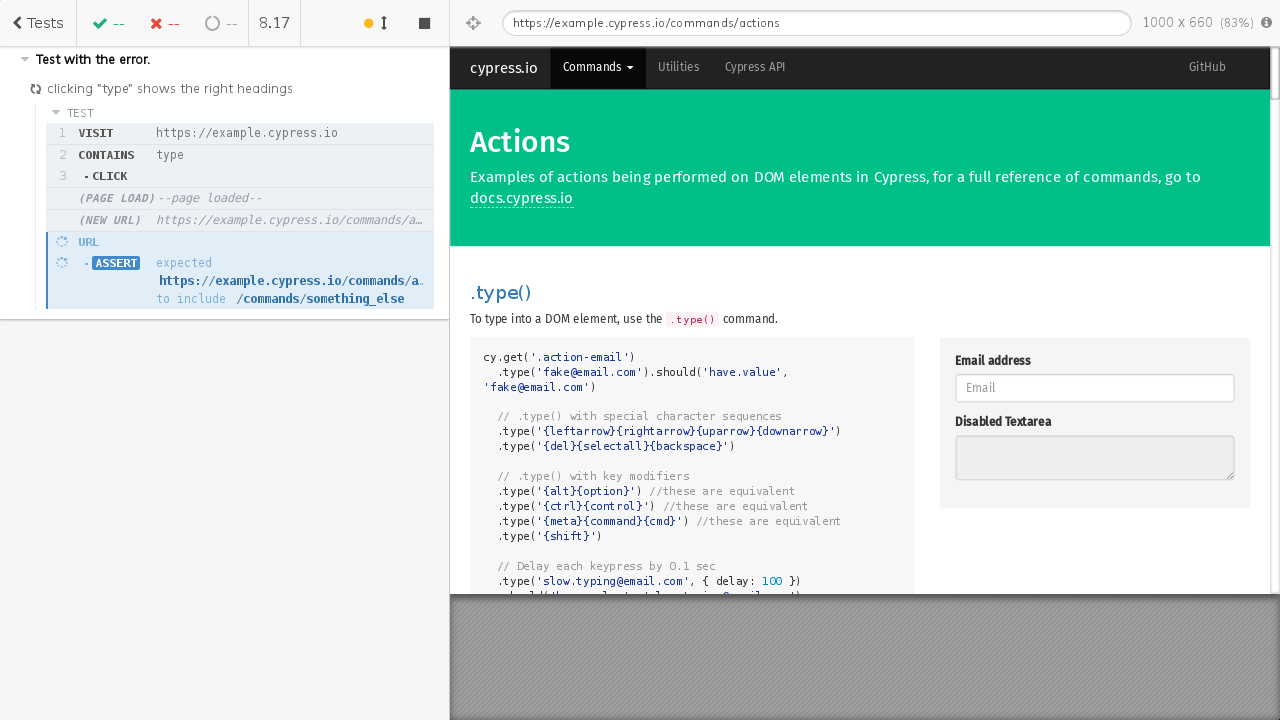 Tests -- -- -- 8.17
https://example.cypress.io/commands/actions 1000 x 660 (83%)
Test with the error.
clicking "type" shows the right headings
TEST
1 VISIT https://example.cypress.io
2 CONTAINS type
3 - CLICK
(PAGE LOAD) --page loaded--
(NEW URL) https://example.cypress.io/commands/a…
URL
- ASSERT expected
https://example.cypress.io/commands/a…
to include /commands/something_else
cypress.io Commands Utilities Cypress API GitHub
Actions
Examples of actions being performed on DOM elements in Cypress, for a full reference of commands, go to
docs.cypress.io
.type()
To type into a DOM element, use the .type() command.
cy.get('.action-email')
.type('fake@email.com').should('have.value',
'fake@email.com')
// .type() with special character sequences
.type('{leftarrow}{rightarrow}{uparrow}{downarrow}')
.type('{del}{selectall}{backspace}')
// .type() with key modifiers
.type('{alt}{option}') //these are equivalent
.type('{ctrl}{control}') //these are equivalent
.type('{meta}{command}{cmd}') //these are equivalent
.type('{shift}')
// Delay each keypress by 0.1 sec
.type('slow.typing@email.com', { delay: 100 })
Email address
Email
Disabled Textarea